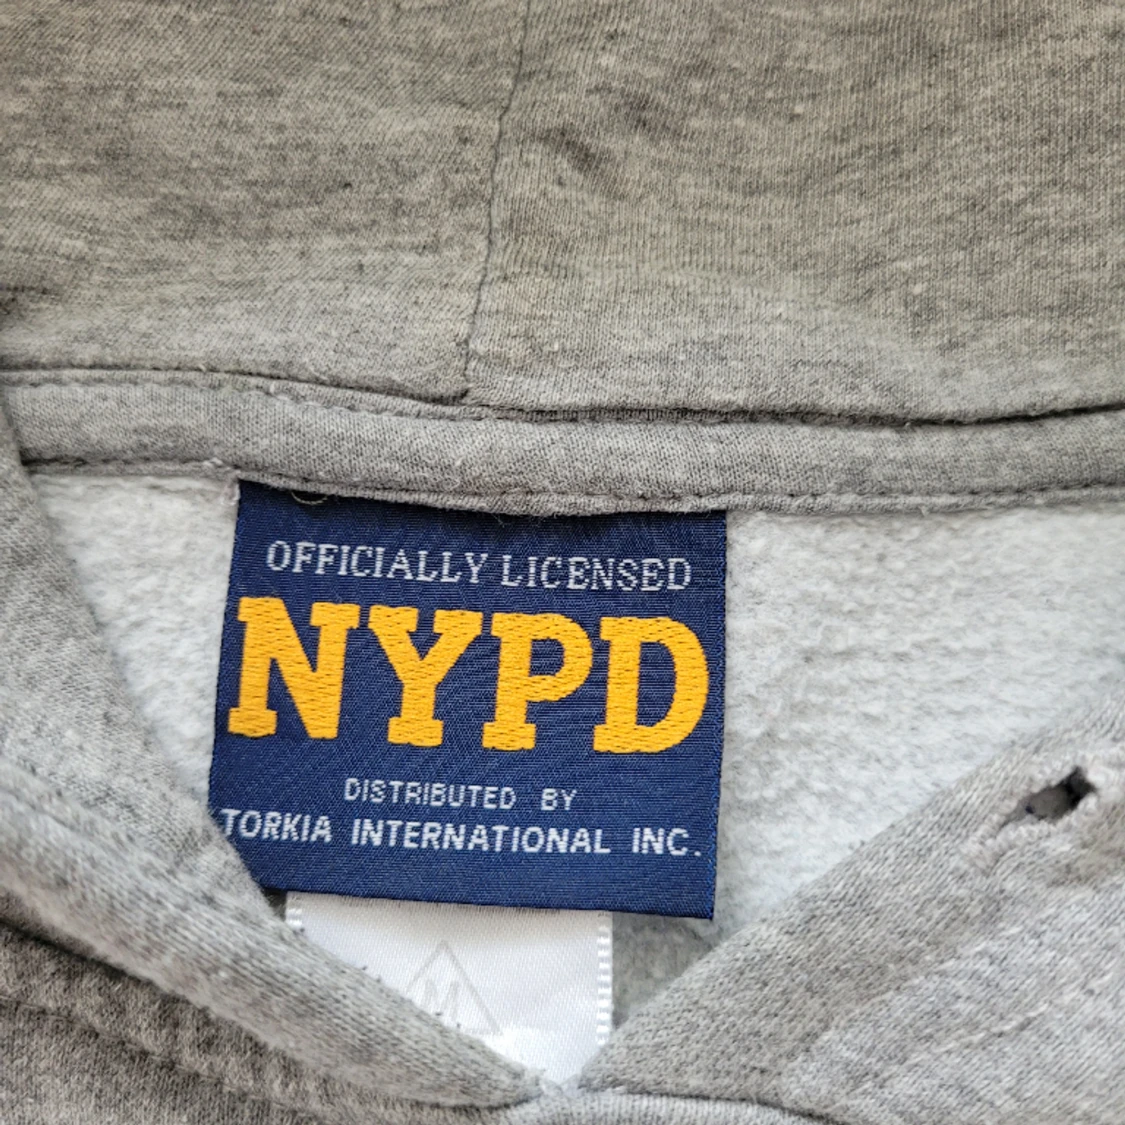 OFFICIALLY LICENSED
NYPD
DISTRIBUTED BY
TORKIA INTERNATIONAL INC.
M